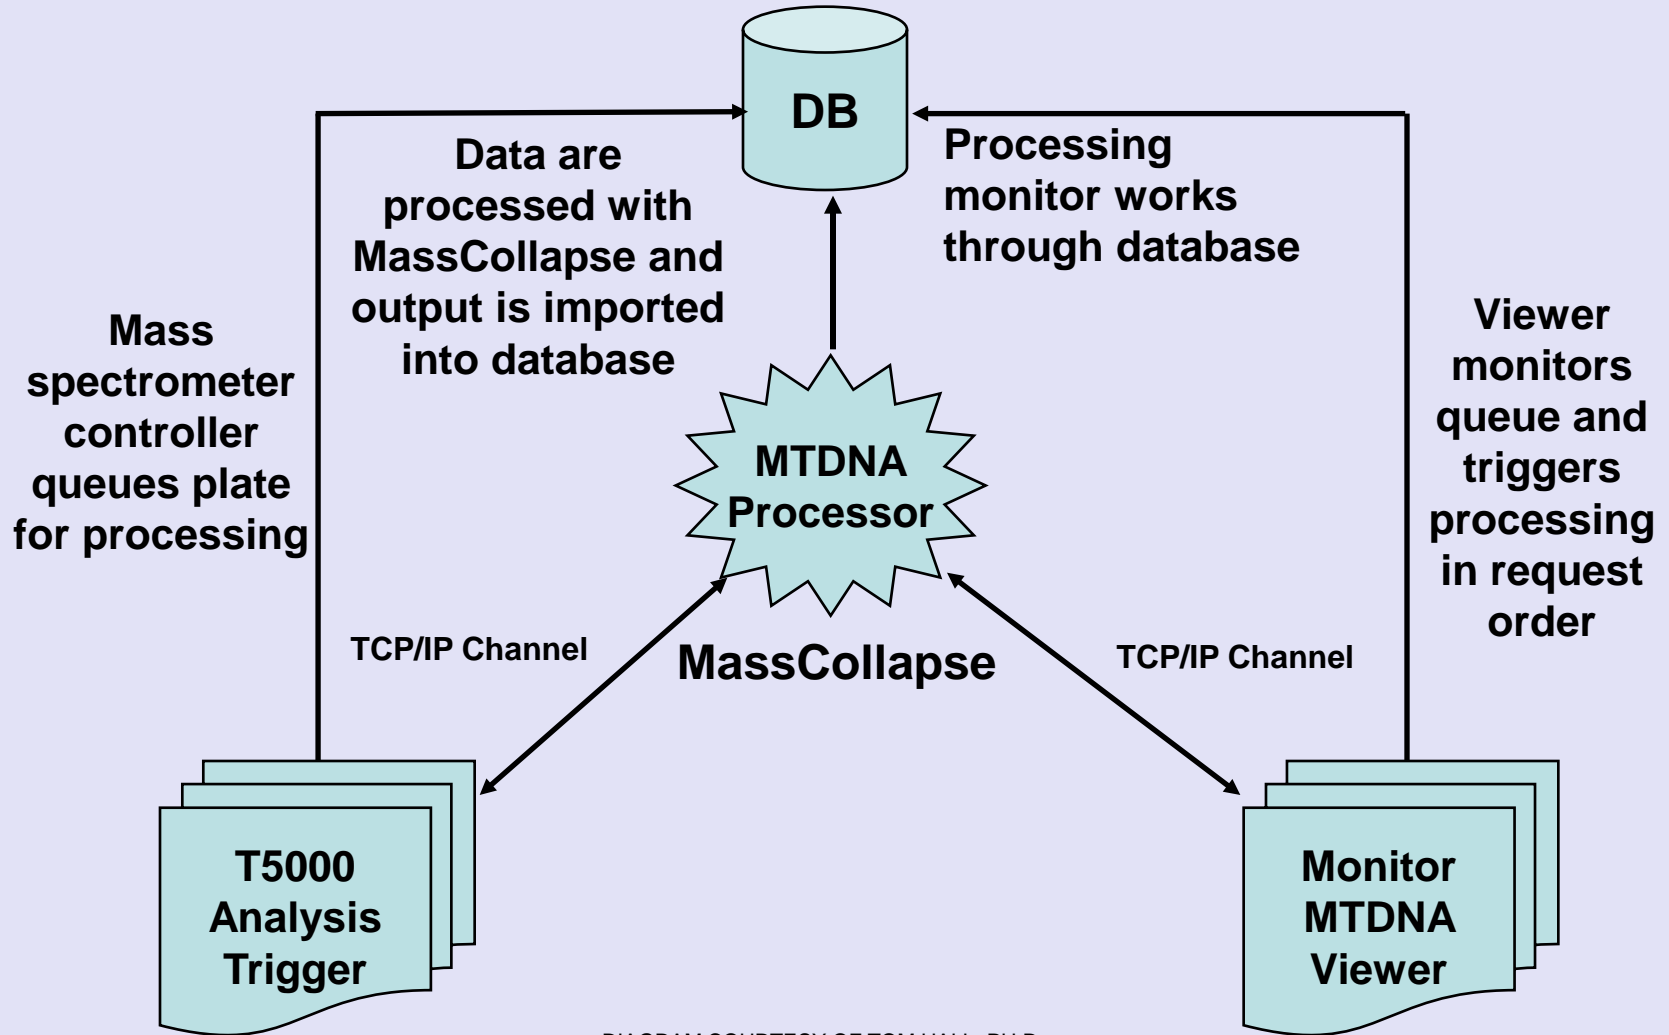 DB
Data are
processed with
MassCollapse and
output is imported
into database
Processing
monitor works
through database
Mass
spectrometer
controller
queues plate
for processing
Viewer
monitors
queue and
triggers
processing
in request
order
MTDNA
Processor
TCP/IP Channel
MassCollapse
TCP/IP Channel
T5000
Analysis
Trigger
Monitor
MTDNA
Viewer